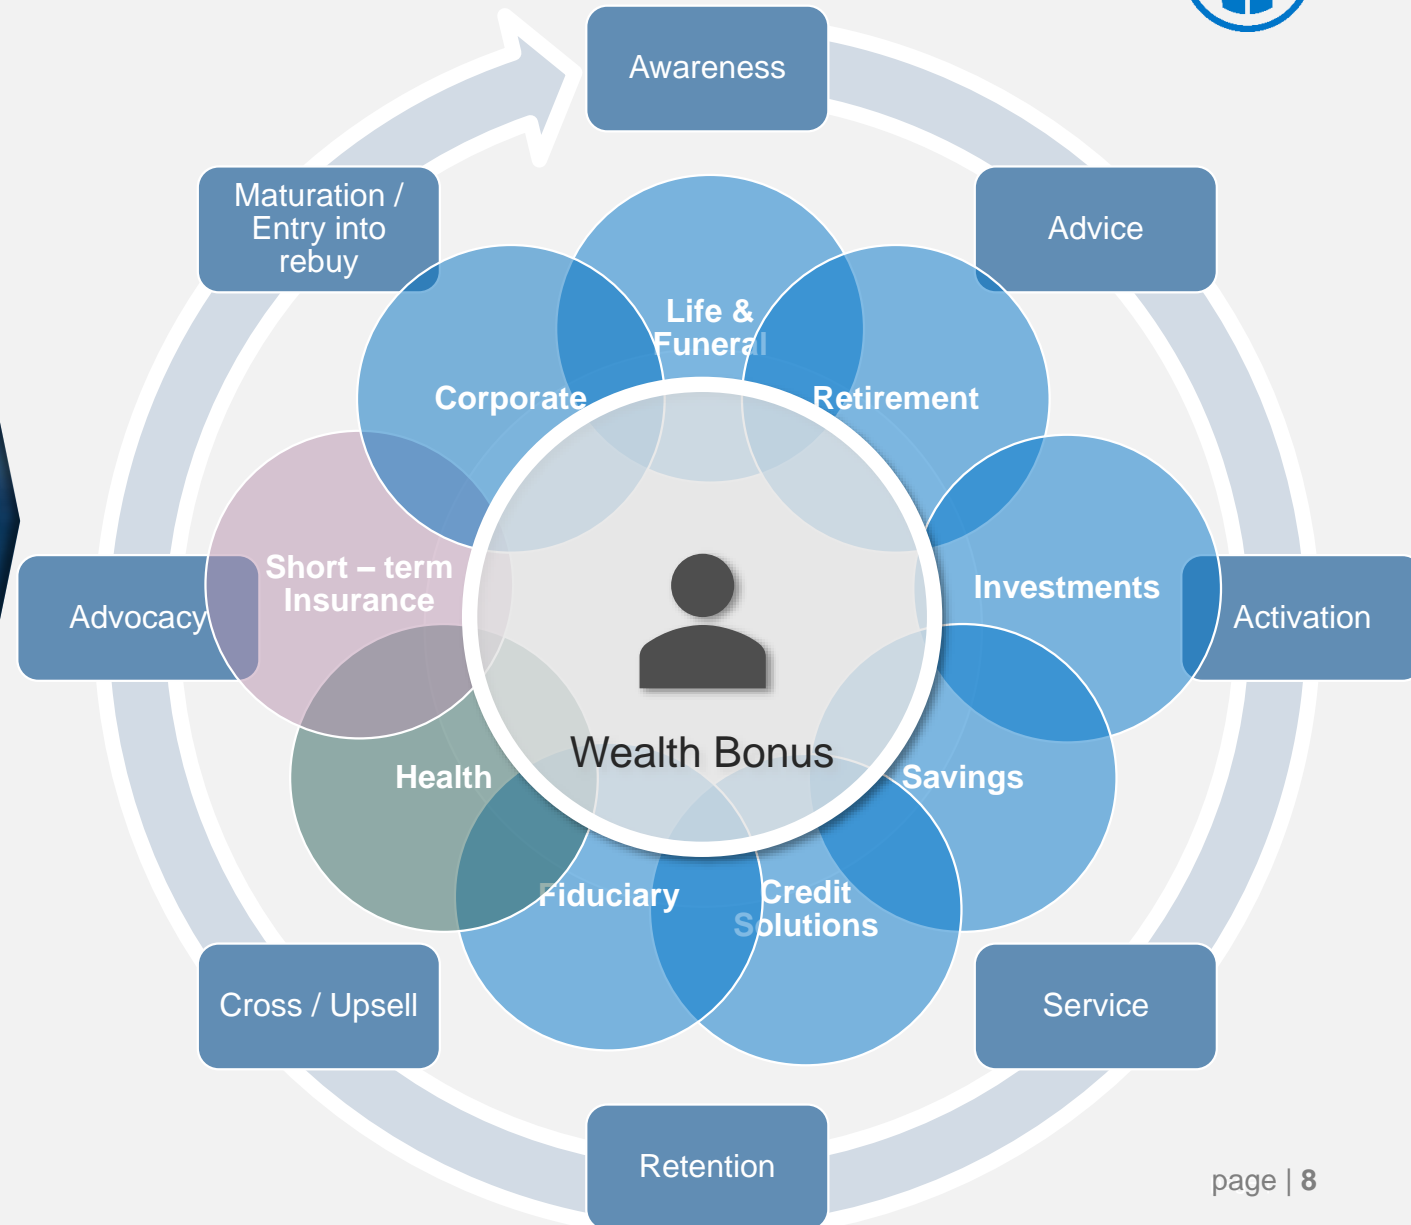 Awareness
Maturation /
Entry into
rebuy
Advice
Life &
Funeral
Corporate
Retirement
Short – term
Insurance
Investments
Advocacy
Activation
Wealth Bonus
Health
Savings
Fiduciary
Credit
Solutions
Cross / Upsell
Service
Retention
page | 8